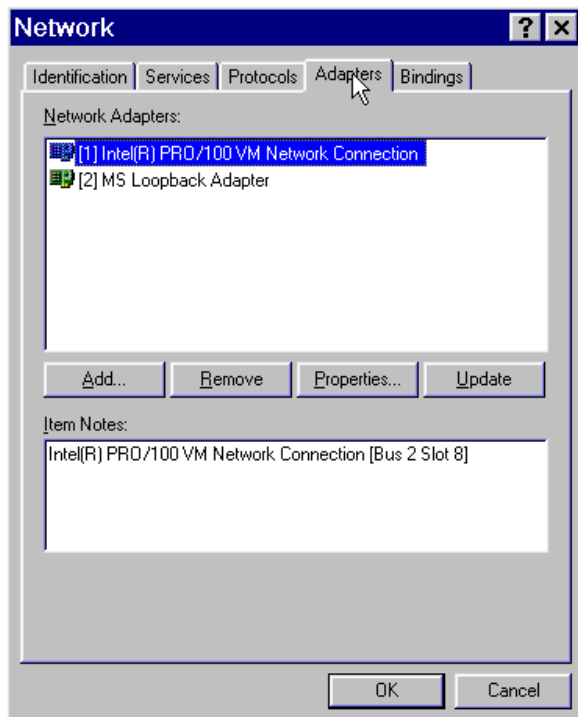 Network
Identification Services Protocols Adapters Bindings
Network Adapters:
[1] Intel(R) PRO/100 VM Network Connection
[2] MS Loopback Adapter
Add... Remove Properties... Update
Item Notes:
Intel(R) PRO/100 VM Network Connection [Bus 2 Slot 8]
OK Cancel